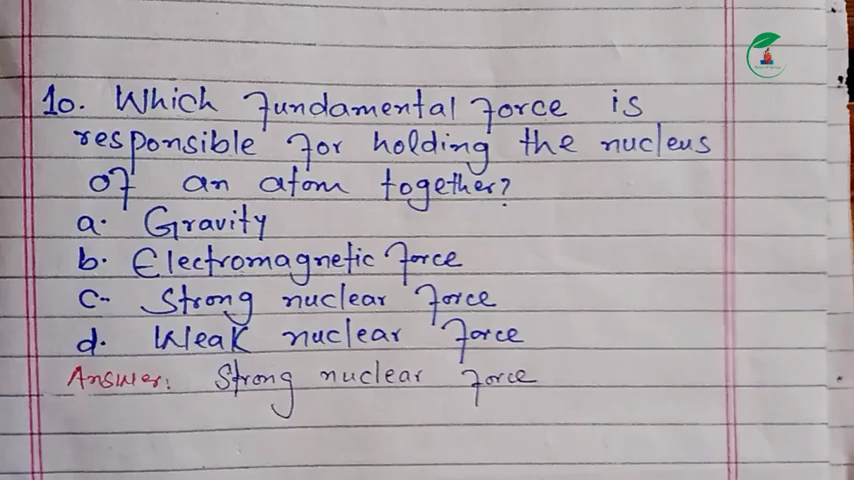 10. Which fundamental force is
responsible for holding the nucleus
of an atom together?
a. Gravity
b. Electromagnetic force
c. Strong nuclear force
d. Weak nuclear force
Answer: Strong nuclear force